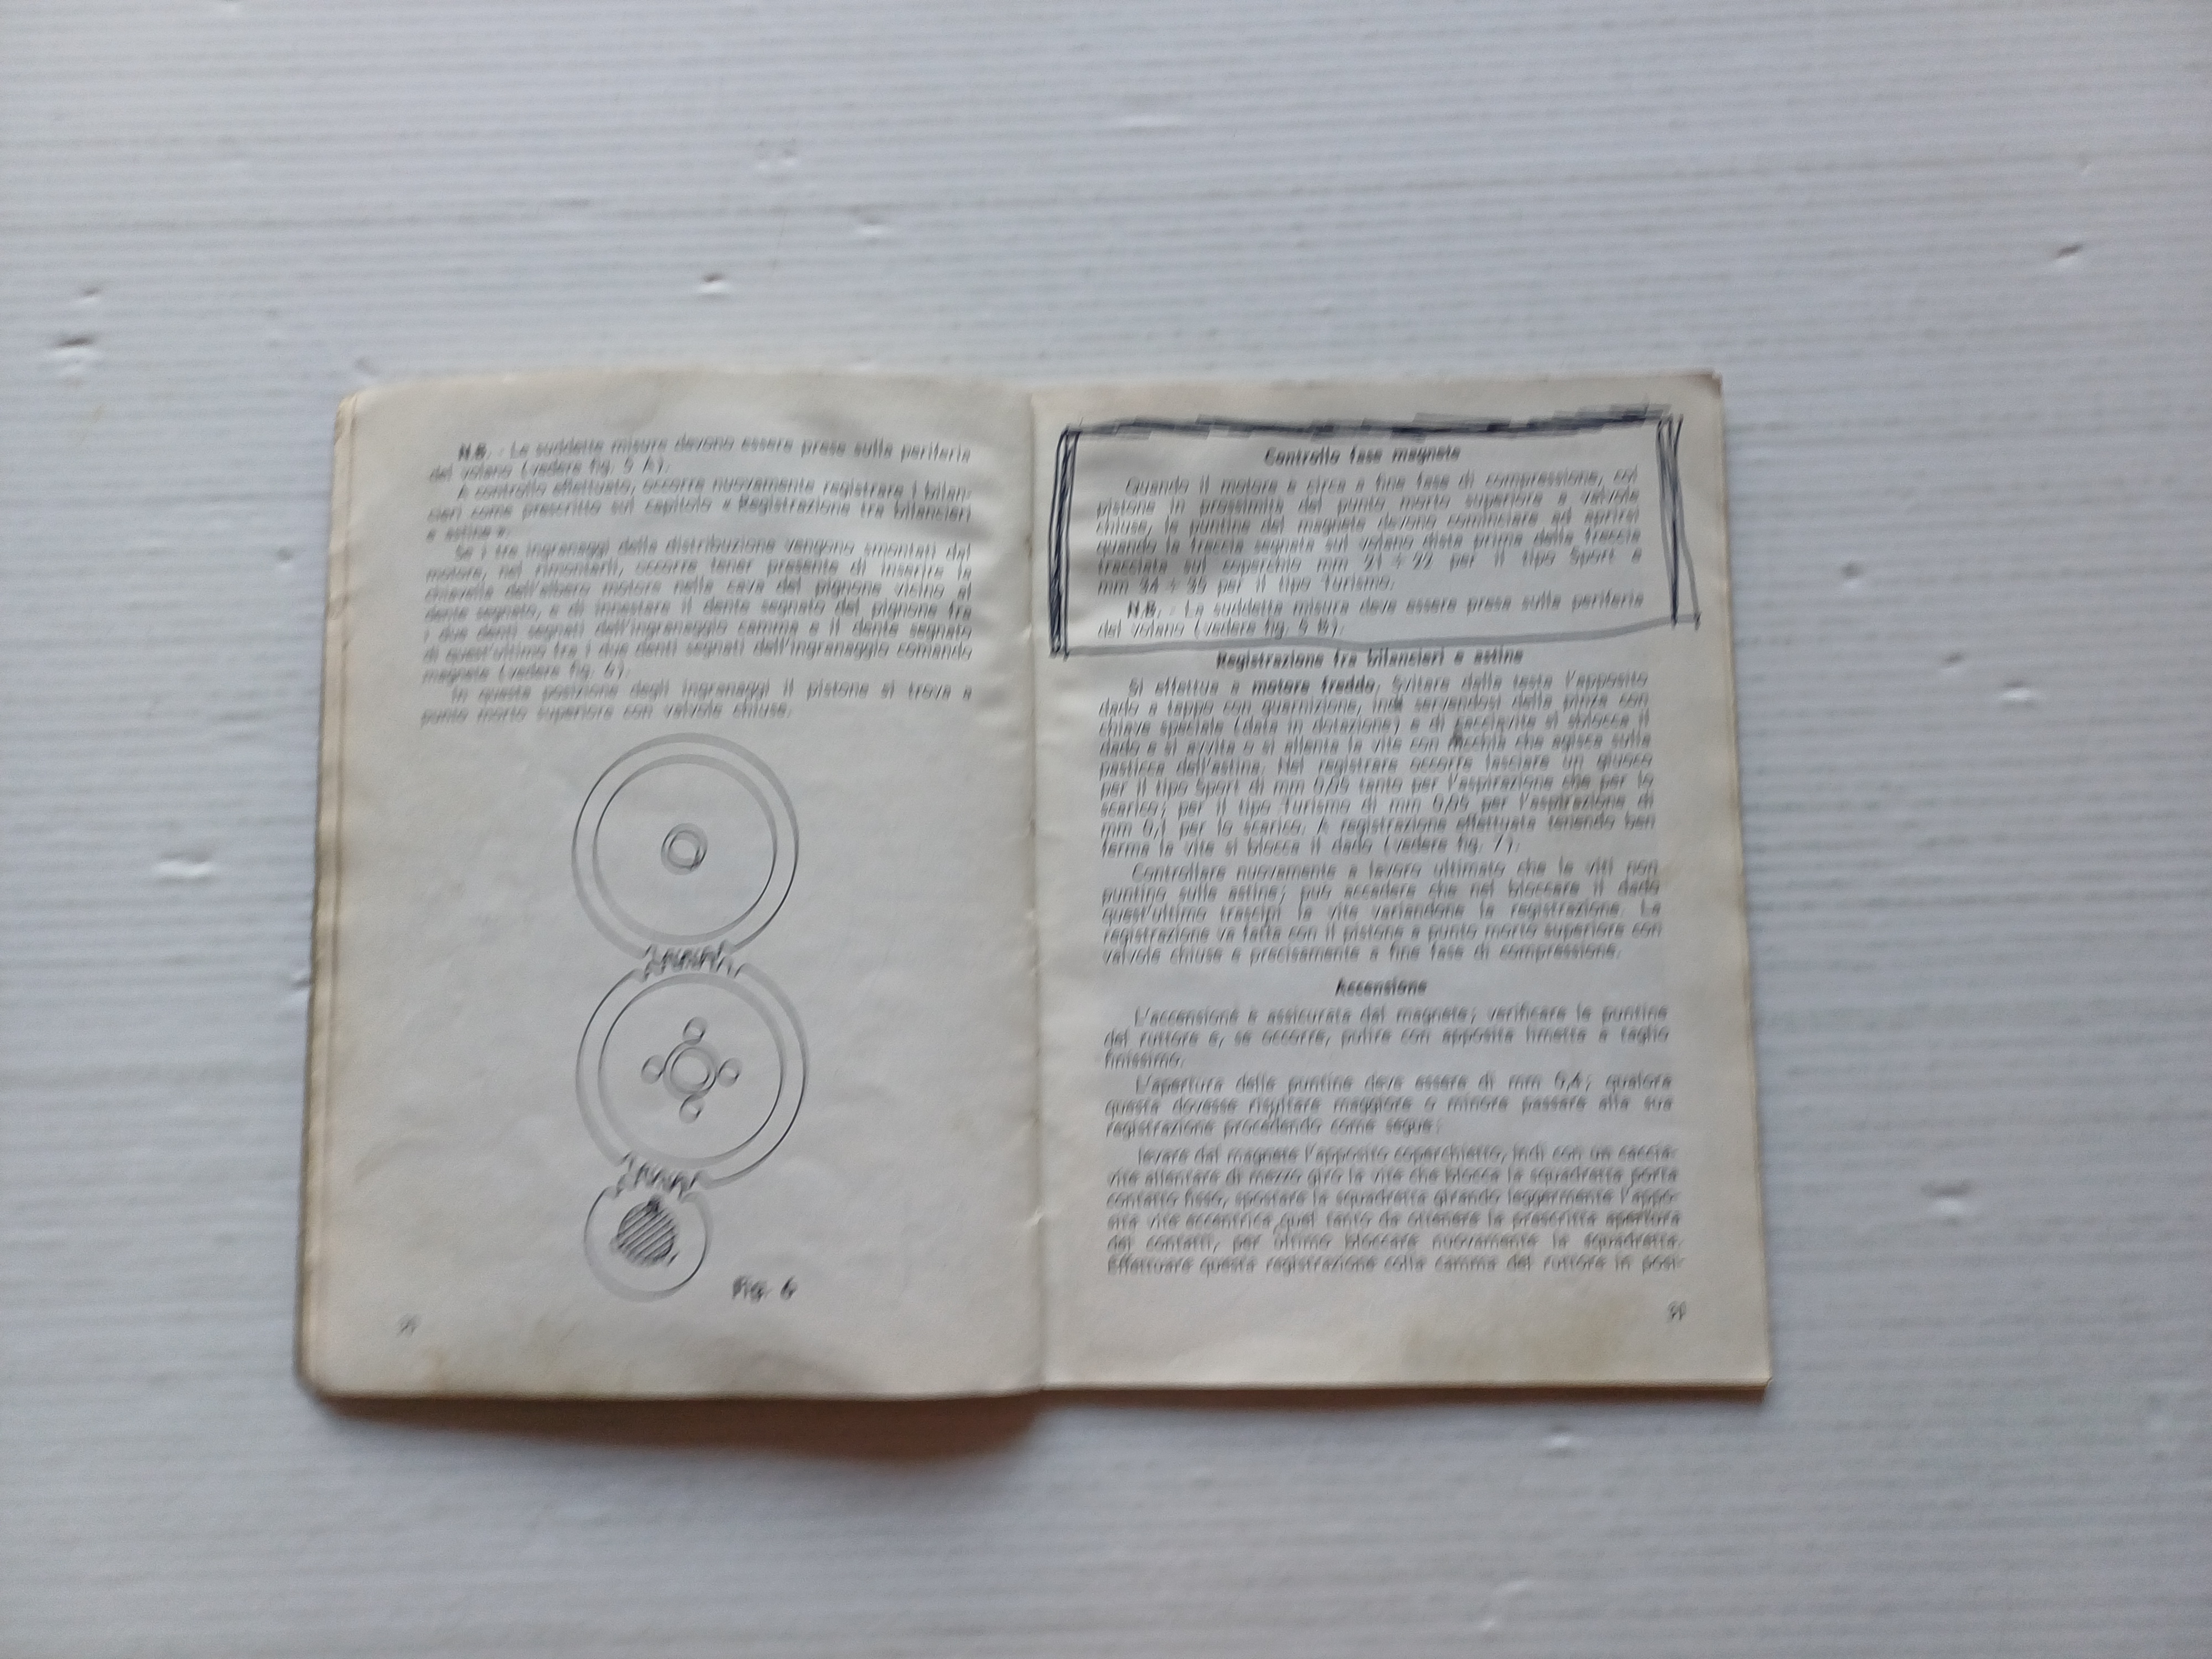 N.B. - Le suddette misure devono essere prese sulla periferia
del volano (vedere fig. 5 A).
A controllo effettuato, occorre nuovamente registrare i bilan-
cieri come prescritto sul capitolo « Registrazione tra bilancieri
e astine ».
Se i tre ingranaggi della distribuzione vengono smontati dal
motore, nel rimontarli, occorre tener presente di inserire la
chiavella dell'albero motore nella cava del pignone vicino al
dente segnato, e di innestare il dente segnato del pignone fra
i due denti segnati dell'ingranaggio camma e il dente segnato
di quest'ultimo fra i due denti segnati dell'ingranaggio comando
magnete (vedere fig. 6).
In questa posizione degli ingranaggi il pistone si trova a
punto morto superiore con valvole chiuse.
Fig. 6
Controllo fase magnete
Quando il motore è circa a fine fase di compressione, col
pistone in prossimità del punto morto superiore a valvole
chiuse, le puntine del magnete devono cominciare ad aprirsi
quando la freccia segnata sul volano dista prima della freccia
tracciata sul coperchio mm 21 ÷ 22 per il tipo Sport e
mm 34 ÷ 35 per il tipo Turismo.
N.B. - La suddetta misura deve essere presa sulla periferia
del volano (vedere fig. 5 B).
Registrazione fra bilancieri e astine
Si effettua a motore freddo. Svitare dalla testa l'apposito
dado a tappo con guarnizione, indi servendosi della pinza con
chiave speciale (data in dotazione) e di cacciavite si sblocca il
dado e si avvita o si allenta la vite con nicchia che agisce sulla
pasticca dell'astina. Nel registrare occorre lasciare un giuoco
per il tipo Sport di mm 0,05 tanto per l'aspirazione che per lo
scarico; per il tipo Turismo di mm 0,05 per l'aspirazione di
mm 0,1 per lo scarico. A registrazione effettuata tenendo ben
ferma la vite si blocca il dado (vedere fig. 7).
Controllare nuovamente a lavoro ultimato che le viti non
puntino sulle astine; può accadere che nel bloccare il dado
quest'ultimo trascini la vite variandone la registrazione. La
registrazione va fatta con il pistone a punto morto superiore con
valvole chiuse e precisamente a fine fase di compressione.
Accensione
L'accensione è assicurata dal magnete; verificare le puntine
del ruttore e, se occorre, pulire con apposita limetta a taglio
finissimo.
L'apertura delle puntine deve essere di mm 0,4; qualora
questa dovesse risultare maggiore o minore passare alla sua
registrazione procedendo come segue:
levare dal magnete l'apposito coperchietto, indi con un caccia-
vite allentare di mezzo giro la vite che blocca la squadretta porta
contatto fisso, spostare la squadretta girando leggermente l'appo-
sita vite eccentrica quel tanto da ottenere la prescritta apertura
dei contatti, per ultimo bloccare nuovamente la squadretta.
Effettuare questa registrazione colla camma del ruttore in posi-